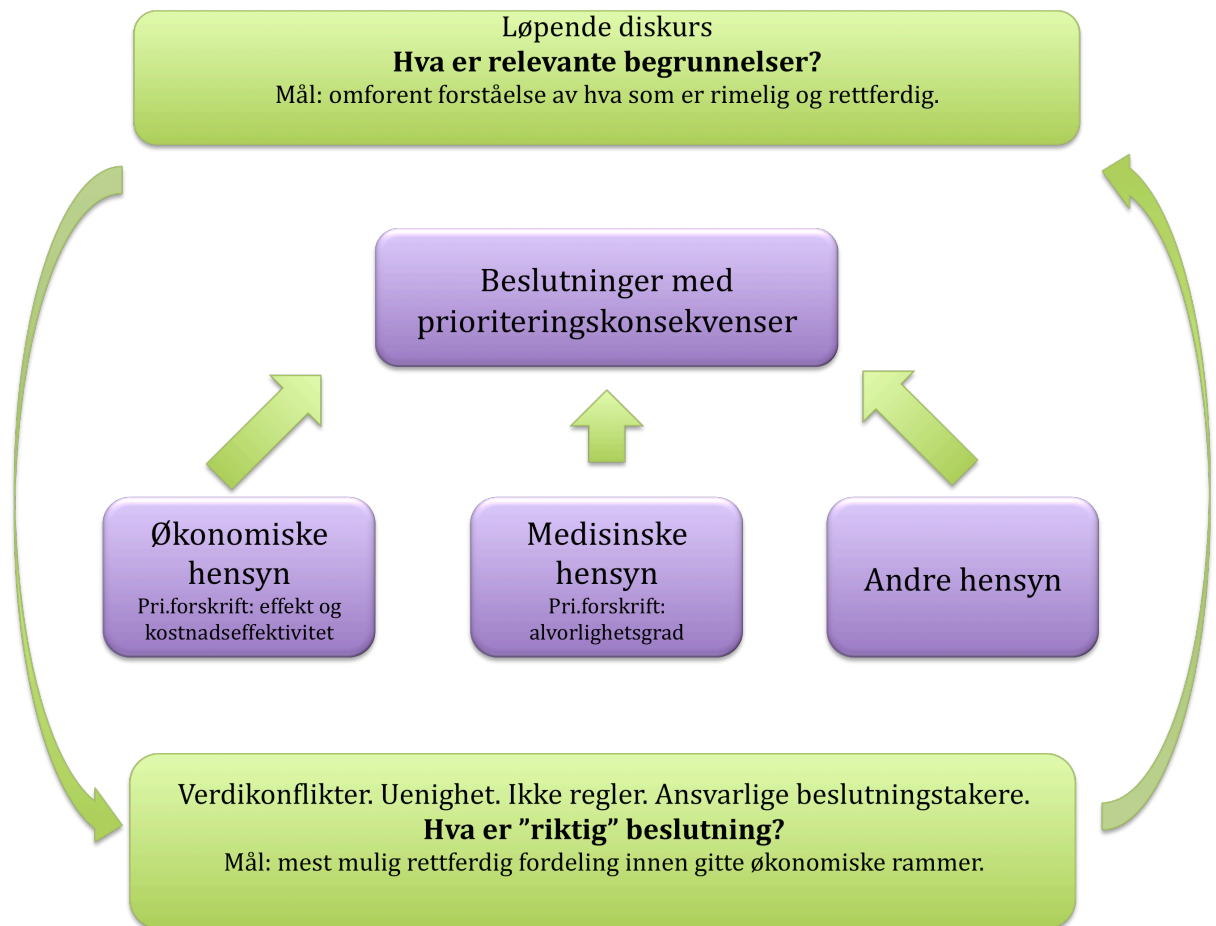 Løpende diskurs
Hva er relevante begrunnelser?
Mål: omforent forståelse av hva som er rimelig og rettferdig.
Beslutninger med
prioriteringskonsekvenser
Økonomiske
hensyn
Pri.forskrift: effekt og
kostnadseffektivitet
Medisinske
hensyn
Pri.forskrift:
alvorlighetsgrad
Andre hensyn
Verdikonflikter. Uenighet. Ikke regler. Ansvarlige beslutningstakere.
Hva er ”riktig” beslutning?
Mål: mest mulig rettferdig fordeling innen gitte økonomiske rammer.